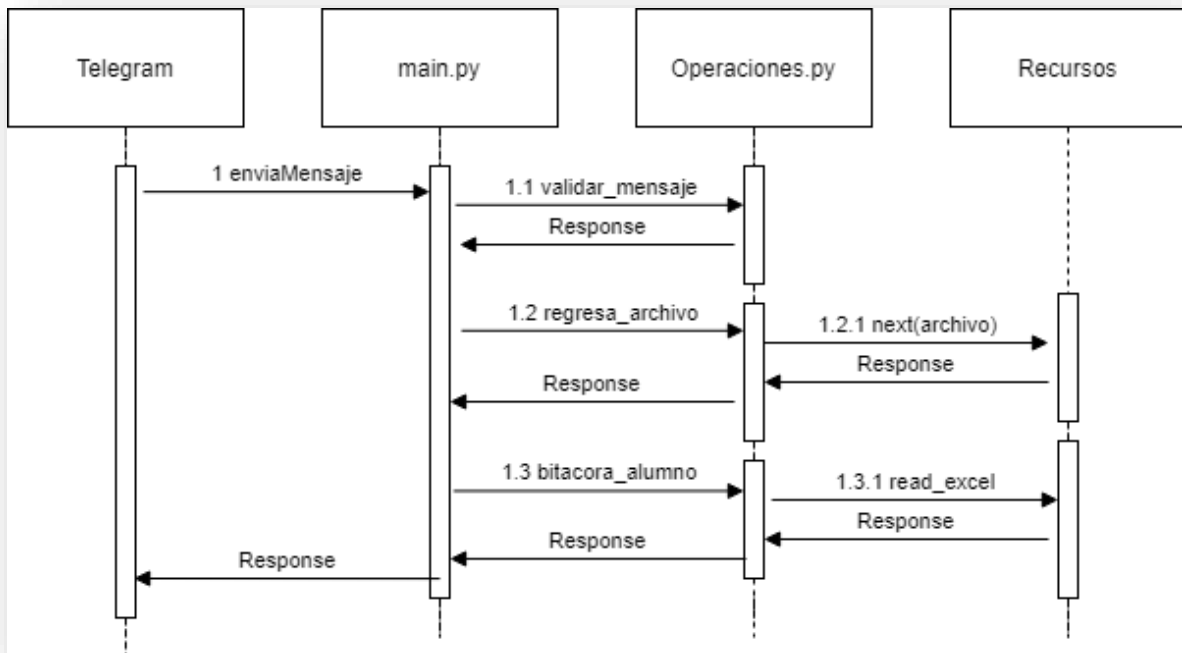 Telegram
main.py
Operaciones.py
Recursos
1 enviaMensaje
1.1 validar_mensaje
Response
1.2 regresa_archivo
1.2.1 next(archivo)
Response
Response
1.3 bitacora_alumno
1.3.1 read_excel
Response
Response
Response